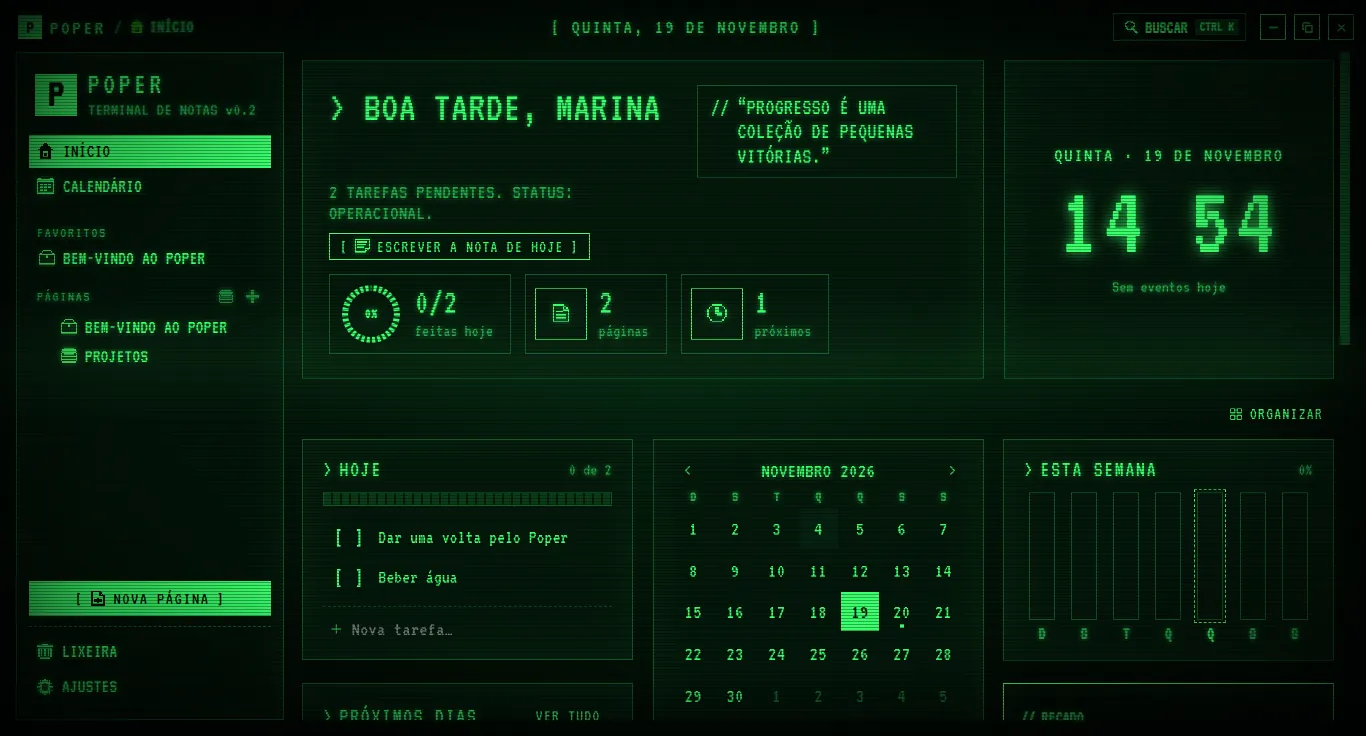 P POPER / INÍCIO
[ QUINTA, 19 DE NOVEMBRO ]
BUSCAR CTRL K
P
POPER
TERMINAL DE NOTAS v0.2
INÍCIO
CALENDÁRIO
FAVORITOS
BEM-VINDO AO POPER
PÁGINAS
BEM-VINDO AO POPER
PROJETOS
[ NOVA PÁGINA ]
LIXEIRA
AJUSTES
> BOA TARDE, MARINA
// “PROGRESSO É UMA
COLEÇÃO DE PEQUENAS
VITÓRIAS.”
2 TAREFAS PENDENTES. STATUS:
OPERACIONAL.
[ ESCREVER A NOTA DE HOJE ]
0%
0/2
feitas hoje
2
páginas
1
próximos
QUINTA · 19 DE NOVEMBRO
14 54
Sem eventos hoje
ORGANIZAR
> HOJE
0 de 2
[ ] Dar uma volta pelo Poper
[ ] Beber água
+ Nova tarefa…
> PRÓXIMOS DIAS
VER TUDO
< NOVEMBRO 2026 >
D S T Q Q S S
1 2 3 4 5 6 7
8 9 10 11 12 13 14
15 16 17 18 19 20 21
22 23 24 25 26 27 28
29 30 1 2 3 4 5
> ESTA SEMANA
0%
D S T Q Q S S
// RECADO